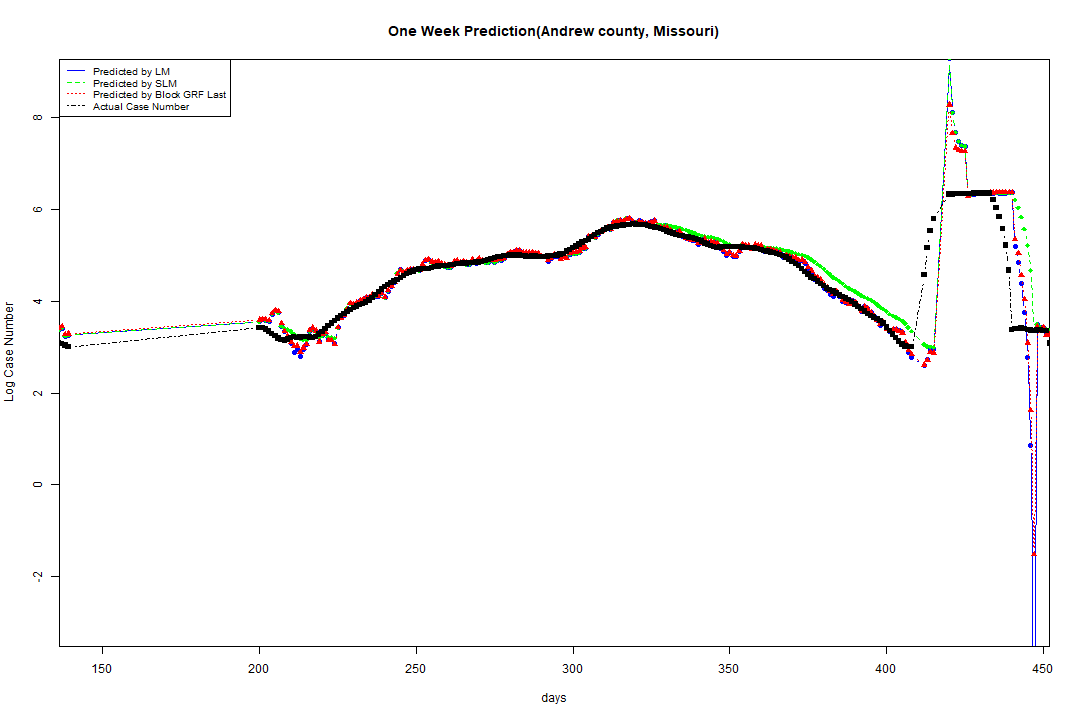 One Week Prediction(Andrew county, Missouri)
Predicted by LM
Predicted by SLM
Predicted by Block GRF Last
Actual Case Number
8
6
4
2
0
-2
Log Case Number
150 200 250 300 350 400 450
days